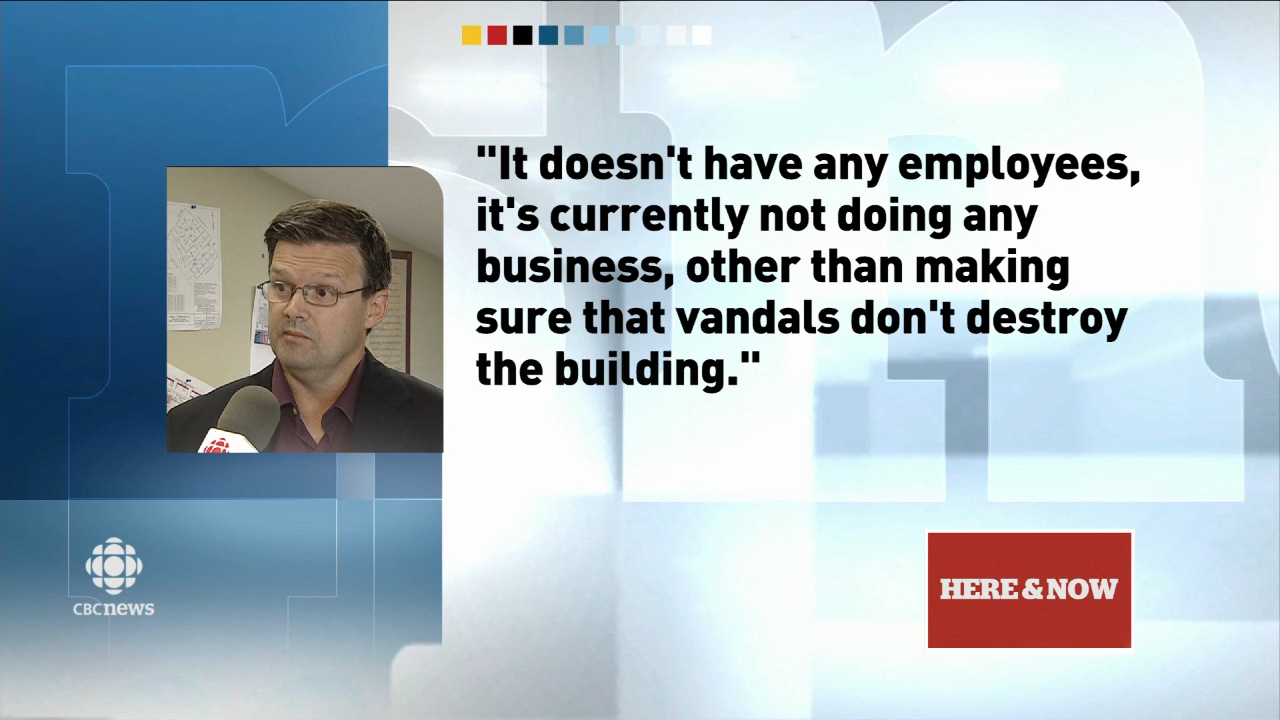 "It doesn't have any employees,
it's currently not doing any
business, other than making
sure that vandals don't destroy
the building."
CBCnews
HERE & NOW